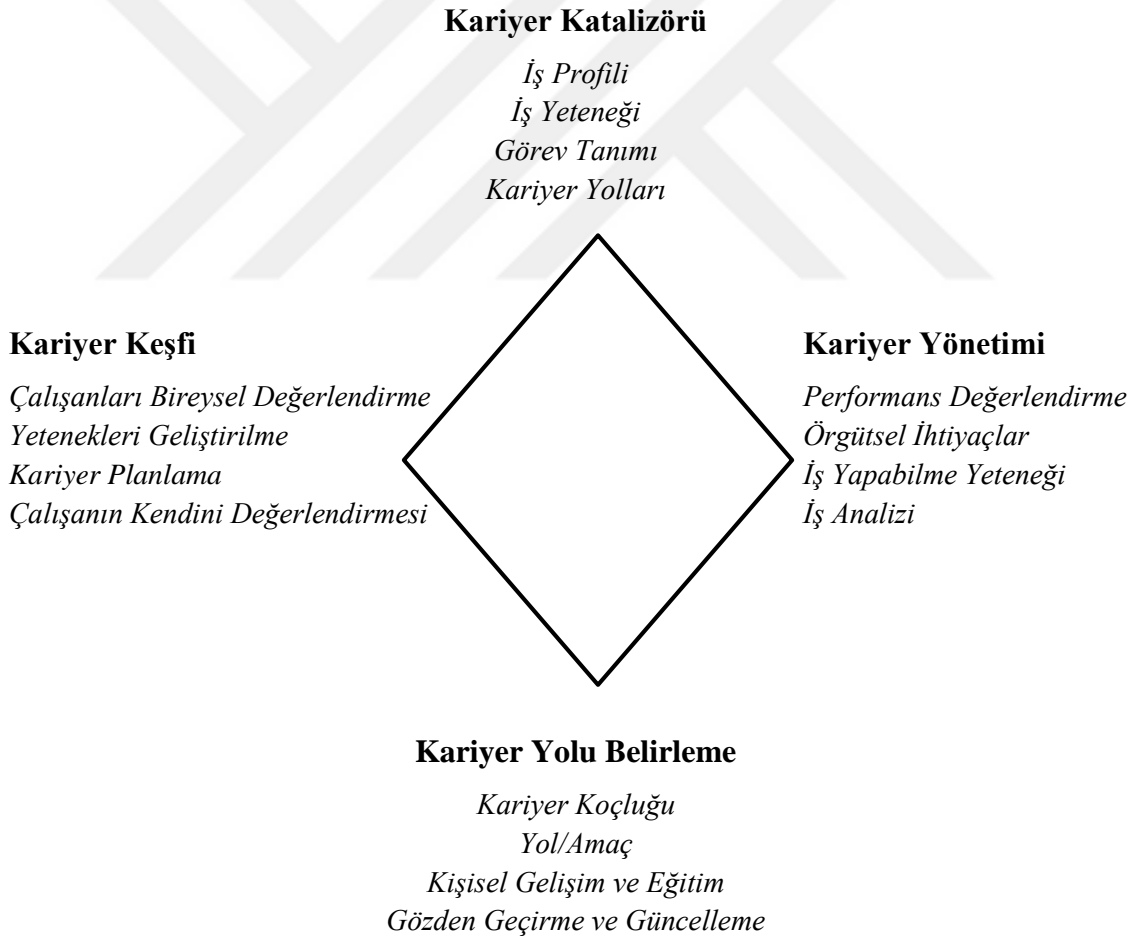 Kariyer Katalizörü
İş Profili
İş Yeteneği
Görev Tanımı
Kariyer Yolları
Kariyer Keşfi
Çalışanları Bireysel Değerlendirme
Yetenekleri Geliştirilme
Kariyer Planlama
Çalışanın Kendini Değerlendirmesi
Kariyer Yönetimi
Performans Değerlendirme
Örgütsel İhtiyaçlar
İş Yapabilme Yeteneği
İş Analizi
Kariyer Yolu Belirleme
Kariyer Koçluğu
Yol/Amaç
Kişisel Gelişim ve Eğitim
Gözden Geçirme ve Güncelleme